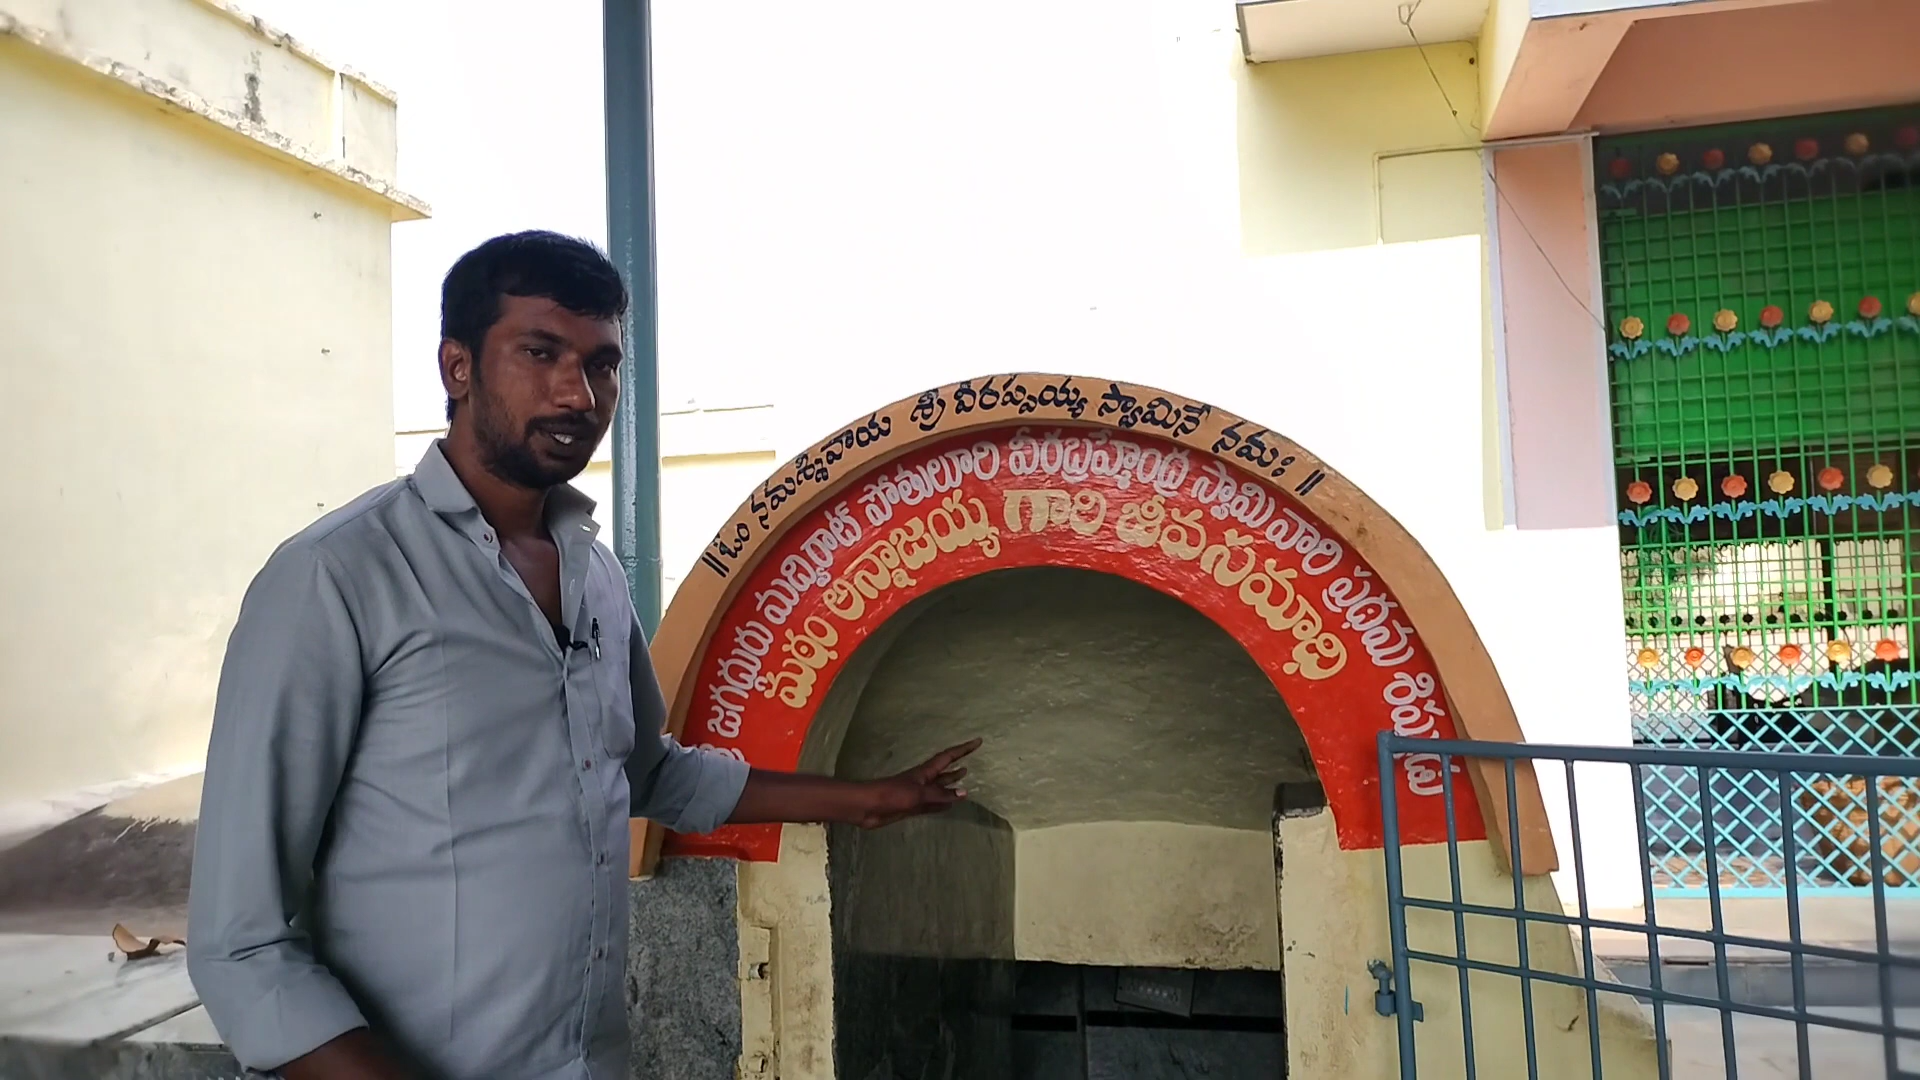 ॥ ఓం నమశ్శివాయ శ్రీ వీరప్పయ్య స్వామినే నమః ॥
జగద్గురు మద్విరాట్ పోతులూరి వీరబ్రహ్మేంద్ర స్వామి వారి ప్రథమ శిష్యుడు
మఠం అన్నాజయ్య గారి జీవసమాధి